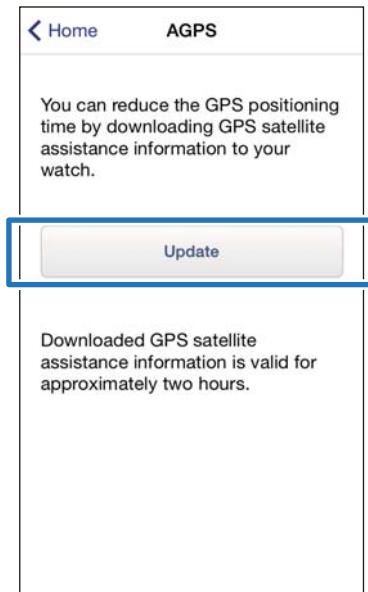 Home
AGPS
You can reduce the GPS positioning
time by downloading GPS satellite
assistance information to your
watch.
Update
Downloaded GPS satellite
assistance information is valid for
approximately two hours.